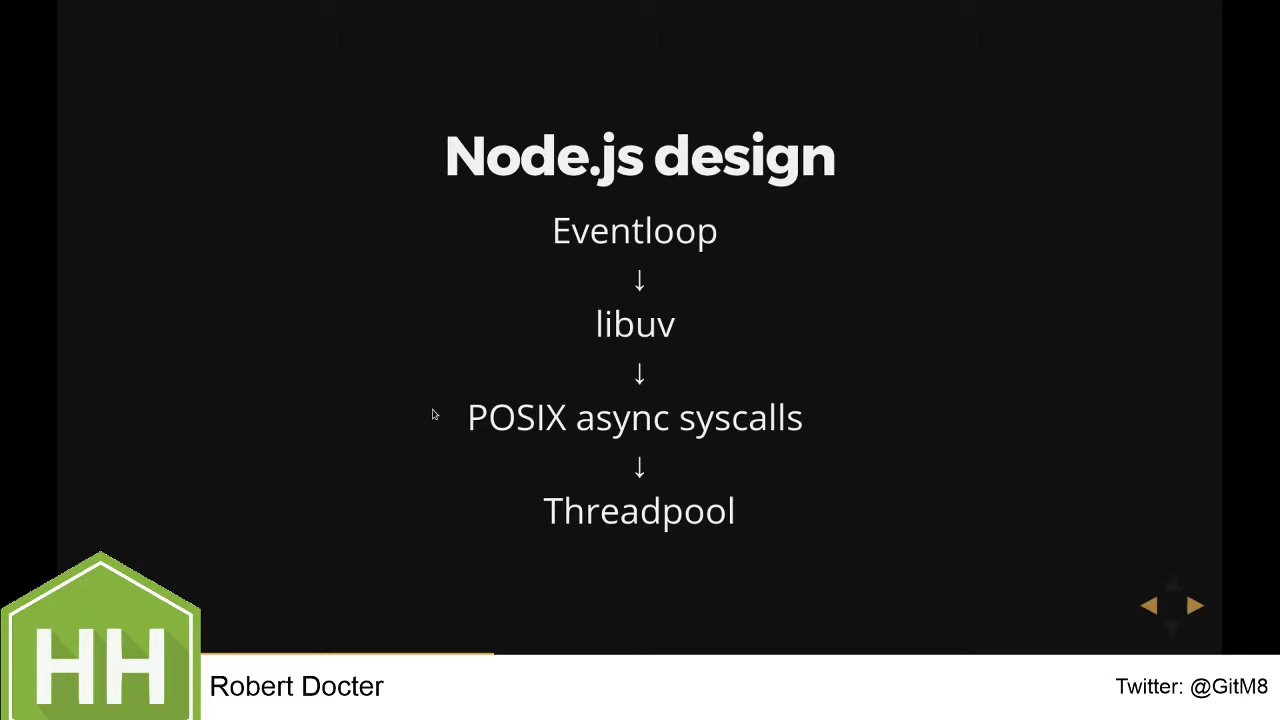 Node.js design
Eventloop
↓
libuv
↓
POSIX async syscalls
↓
Threadpool
HH
Robert Docter
Twitter: @GitM8